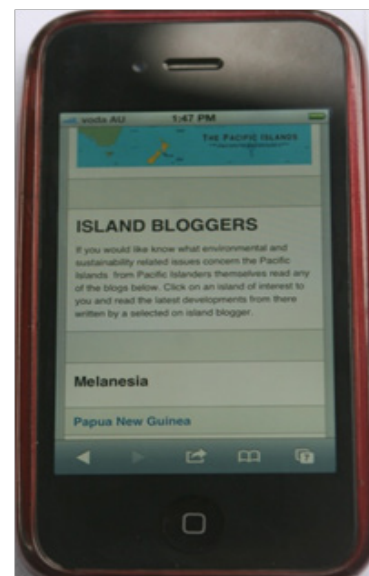 voda AU 1:47 PM
THE PACIFIC ISLANDS
ISLAND BLOGGERS
If you would like know what environmental and
sustainability related issues concern the Pacific
Islands from Pacific Islanders themselves read any
of the blogs below. Click on an island of interest to
you and read the latest developments from there
written by a selected on island blogger.
Melanesia
Papua New Guinea
7